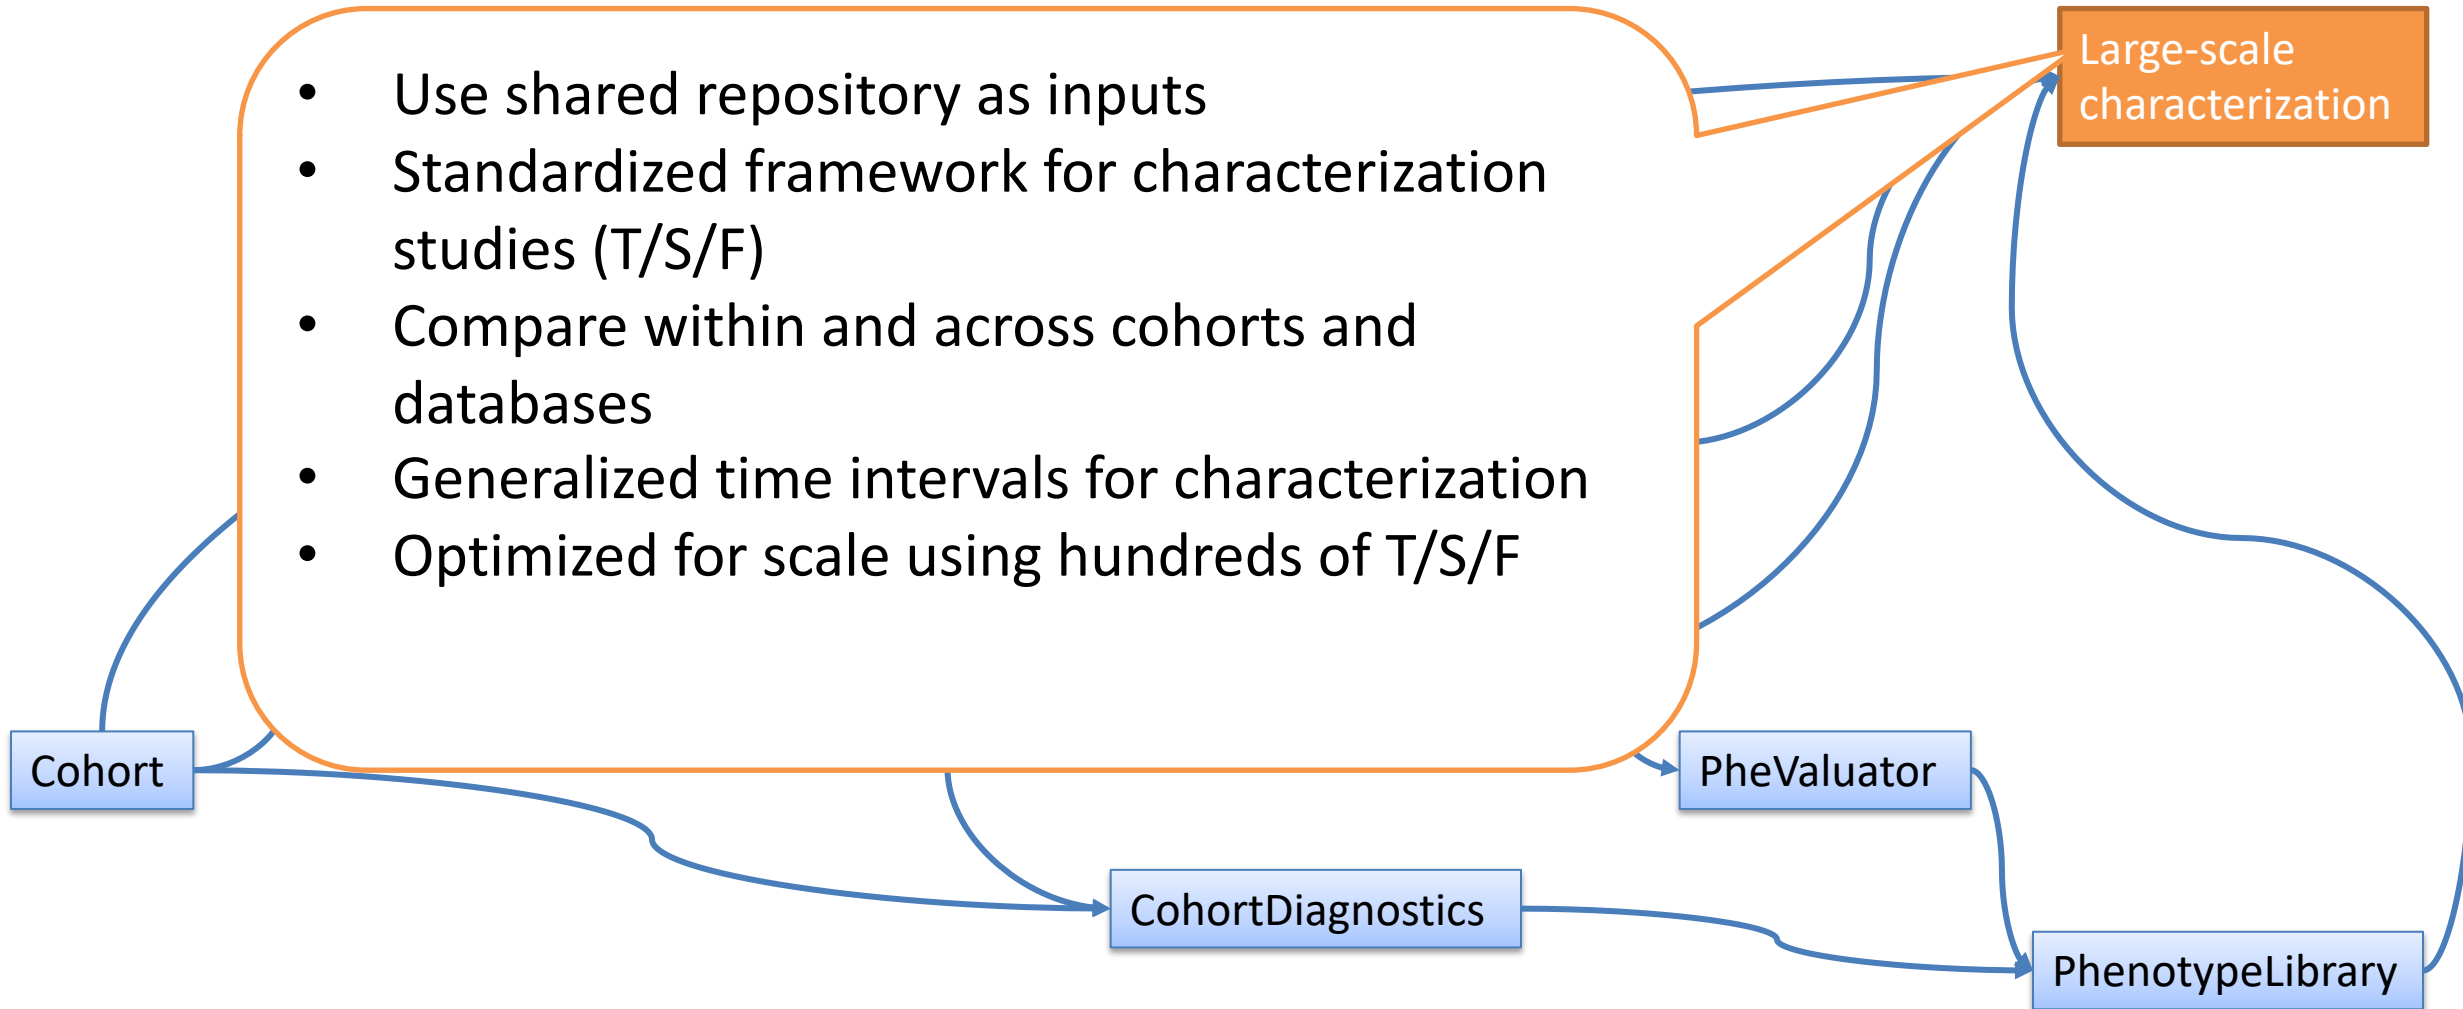 • Use shared repository as inputs
• Standardized framework for characterization
studies (T/S/F)
• Compare within and across cohorts and
databases
• Generalized time intervals for characterization
• Optimized for scale using hundreds of T/S/F
Large-scale
characterization
Cohort
PheValuator
CohortDiagnostics
PhenotypeLibrary